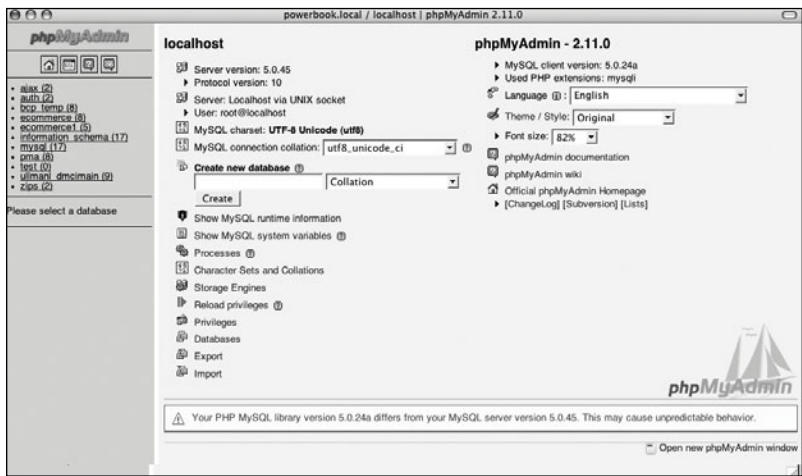 powerbook.local / localhost | phpMyAdmin 2.11.0
phpMyAdmin
ajax (2)
auth (2)
bcp_temp (8)
ecommerce (8)
ecommerce1 (5)
information_schema (17)
mysql (17)
pma (8)
test (0)
ullmanl_dmcimain (9)
zips (2)
Please select a database
localhost
Server version: 5.0.45
Protocol version: 10
Server: Localhost via UNIX socket
User: root@localhost
MySQL charset: UTF-8 Unicode (utf8)
MySQL connection collation: utf8_unicode_ci
Create new database
Collation
Create
Show MySQL runtime information
Show MySQL system variables
Processes
Character Sets and Collations
Storage Engines
Reload privileges
Privileges
Databases
Export
Import
phpMyAdmin - 2.11.0
MySQL client version: 5.0.24a
Used PHP extensions: mysqli
Language : English
Theme / Style: Original
Font size: 82%
phpMyAdmin documentation
phpMyAdmin wiki
Official phpMyAdmin Homepage
[ChangeLog] [Subversion] [Lists]
phpMyAdmin
Your PHP MySQL library version 5.0.24a differs from your MySQL server version 5.0.45. This may cause unpredictable behavior.
Open new phpMyAdmin window